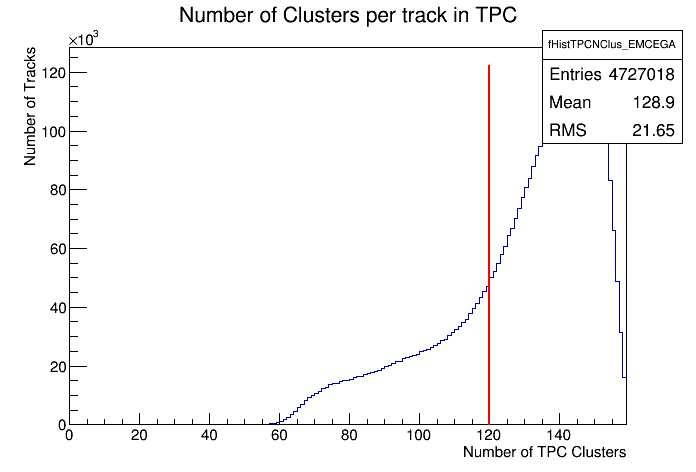 Number of Clusters per track in TPC
×10³
Number of Tracks
fHistTPCNClus_EMCEGA
Entries 4727018
Mean 128.9
RMS 21.65
120
100
80
60
40
20
0
0 20 40 60 80 100 120 140
Number of TPC Clusters